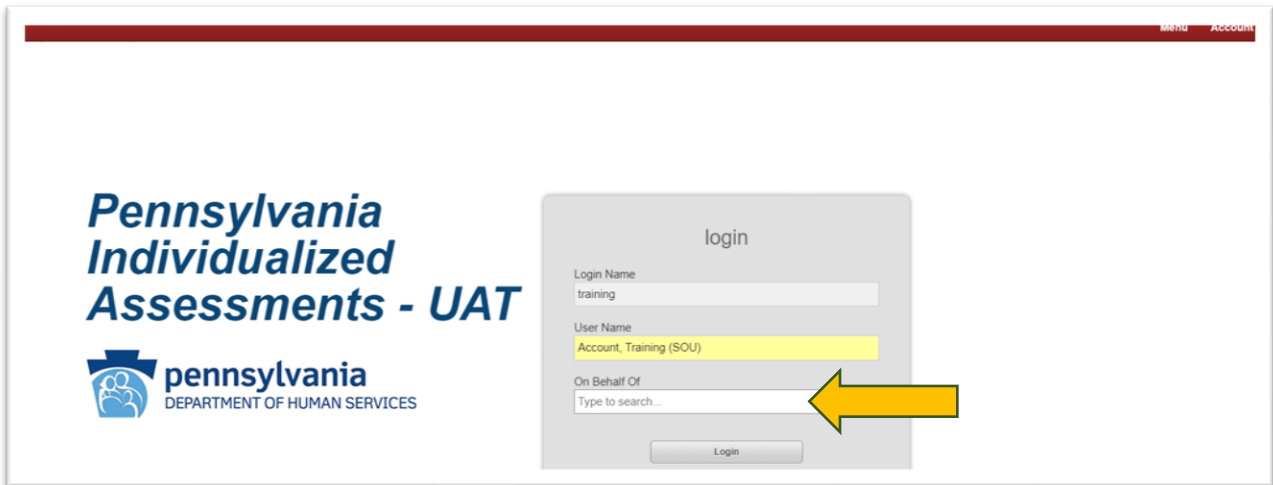 Menu Account
Pennsylvania
Individualized
Assessments - UAT
pennsylvania
DEPARTMENT OF HUMAN SERVICES
login
Login Name
training
User Name
Account, Training (SOU)
On Behalf Of
Type to search...
Login